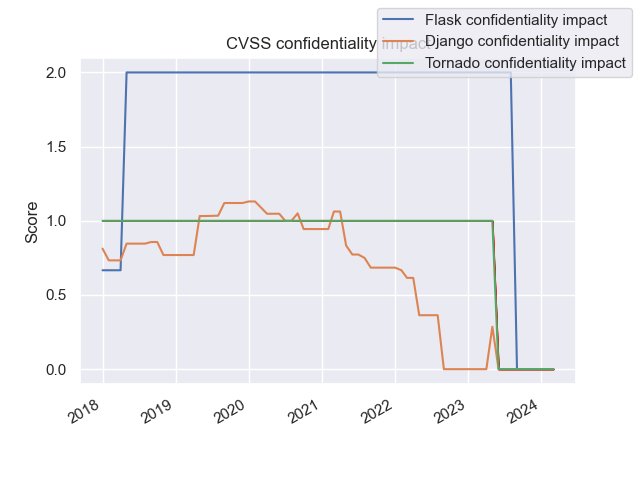 Flask confidentiality impact
Django confidentiality impact
Tornado confidentiality impact
CVSS confidentiality impact
Score
2.0
1.5
1.0
0.5
0.0
2018
2019
2020
2021
2022
2023
2024